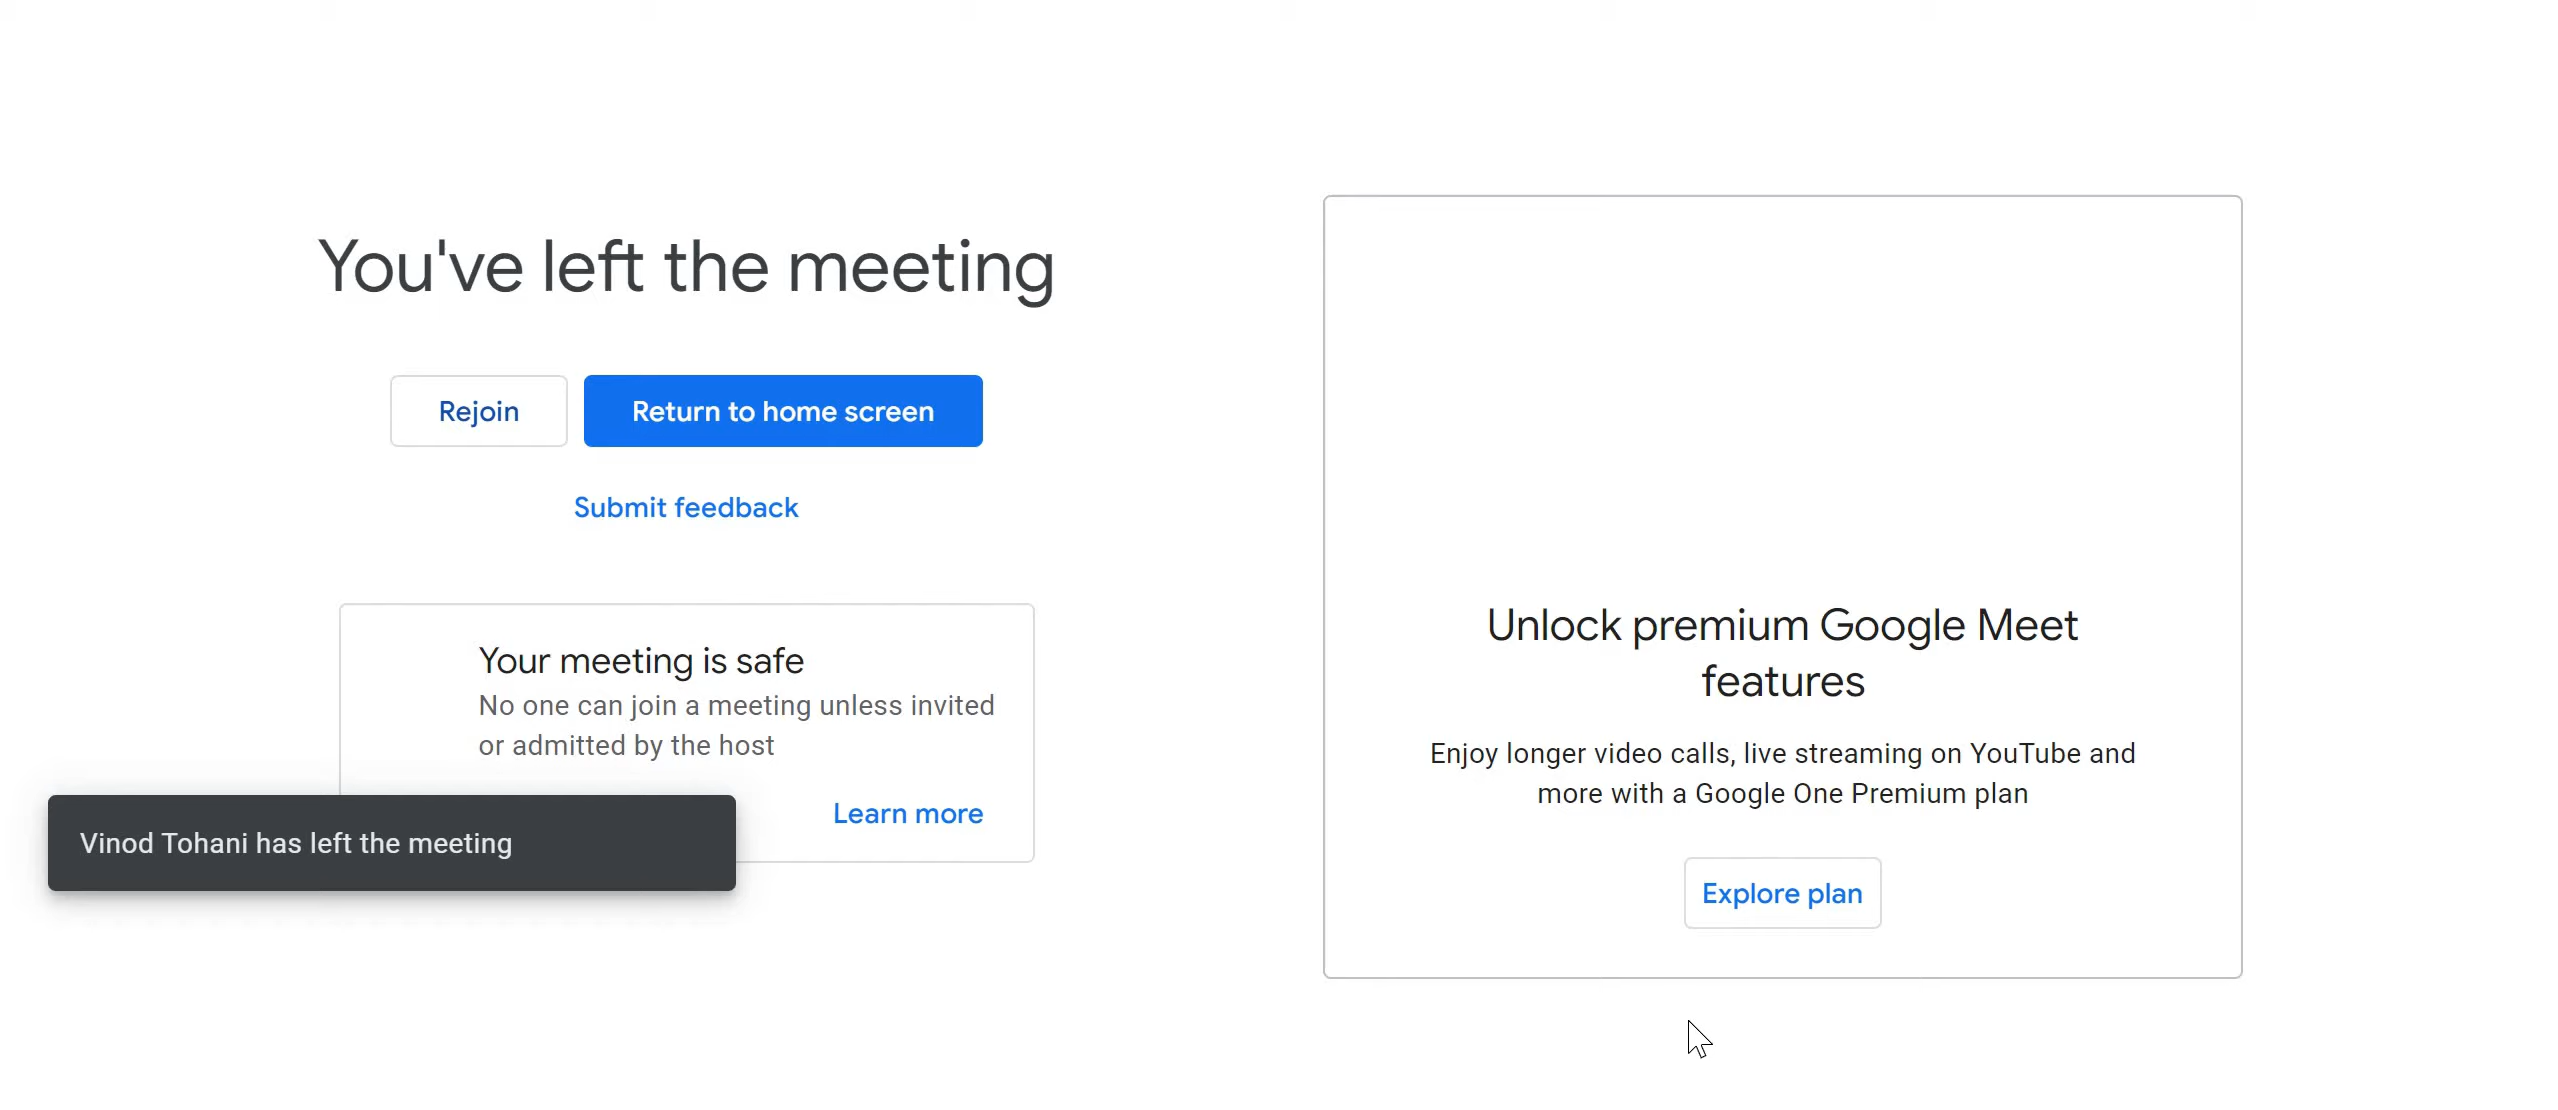 You've left the meeting
Rejoin
Return to home screen
Submit feedback
Your meeting is safe
No one can join a meeting unless invited
or admitted by the host
Learn more
Vinod Tohani has left the meeting
Unlock premium Google Meet
features
Enjoy longer video calls, live streaming on YouTube and
more with a Google One Premium plan
Explore plan